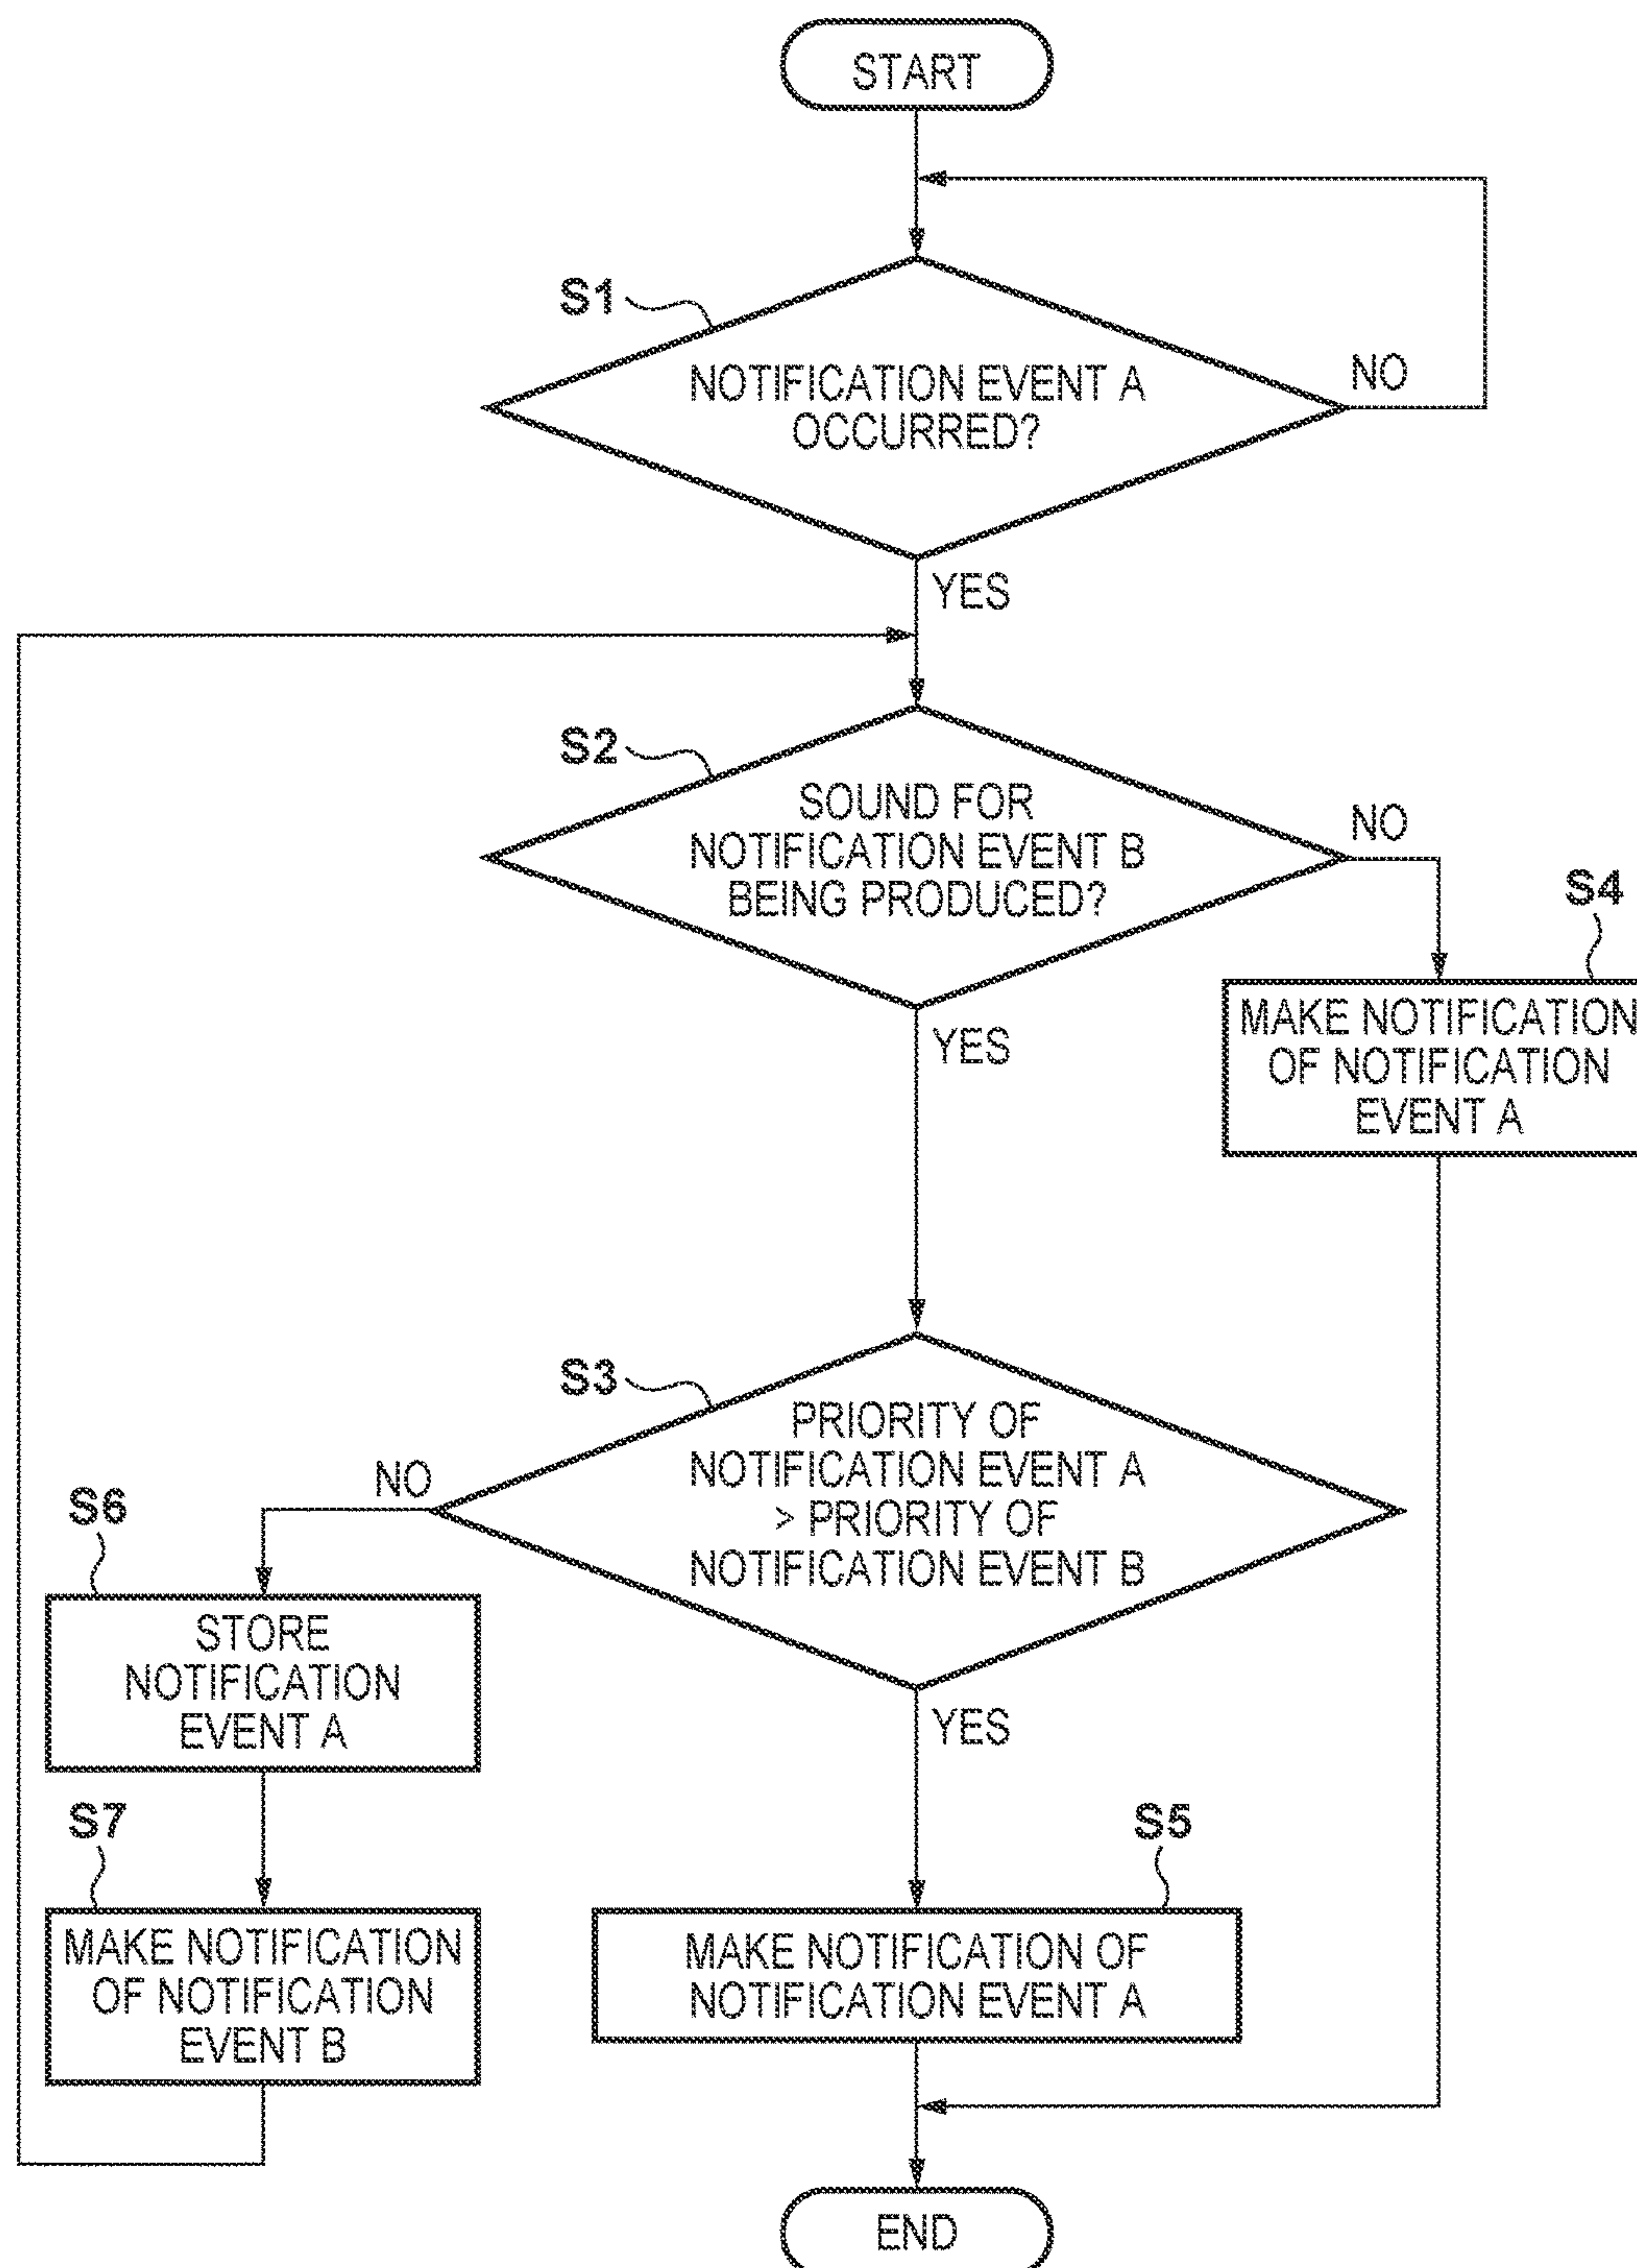 START
S1
NOTIFICATION EVENT A
OCCURRED?
NO
YES
S2
SOUND FOR
NOTIFICATION EVENT B
BEING PRODUCED?
NO
YES
S4
MAKE NOTIFICATION
OF NOTIFICATION
EVENT A
S3
PRIORITY OF
NOTIFICATION EVENT A
> PRIORITY OF
NOTIFICATION EVENT B
NO
YES
S6
STORE
NOTIFICATION
EVENT A
S7
MAKE NOTIFICATION
OF NOTIFICATION
EVENT B
S5
MAKE NOTIFICATION OF
NOTIFICATION EVENT A
END